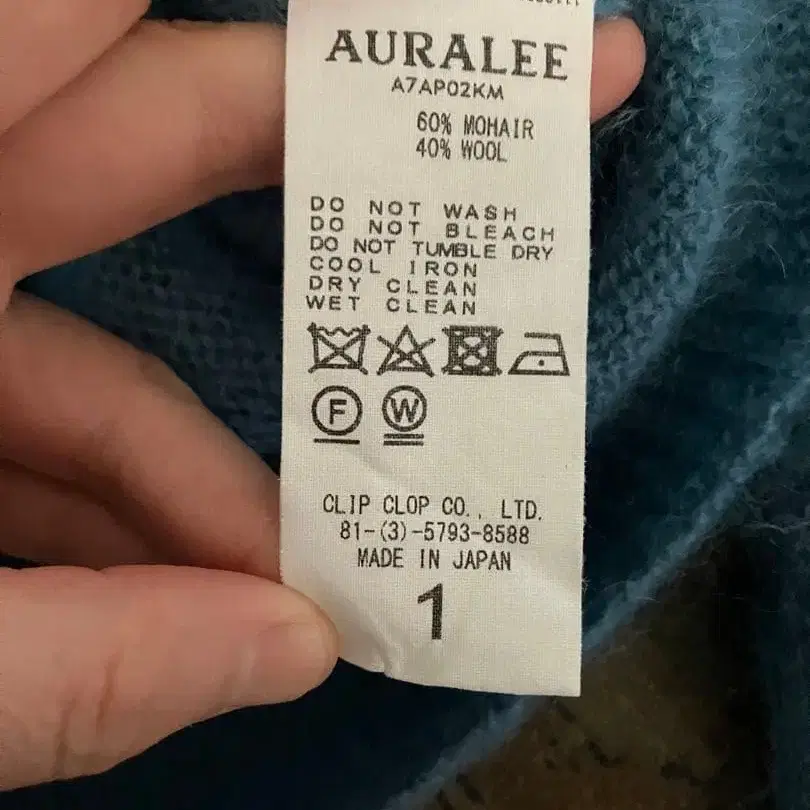 AURALEE
A7AP02KM
60% MOHAIR
40% WOOL
DO NOT WASH
DO NOT BLEACH
DO NOT TUMBLE DRY
COOL IRON
DRY CLEAN
WET CLEAN
F W
CLIP CLOP CO., LTD.
81-(3)-5793-8588
MADE IN JAPAN
1